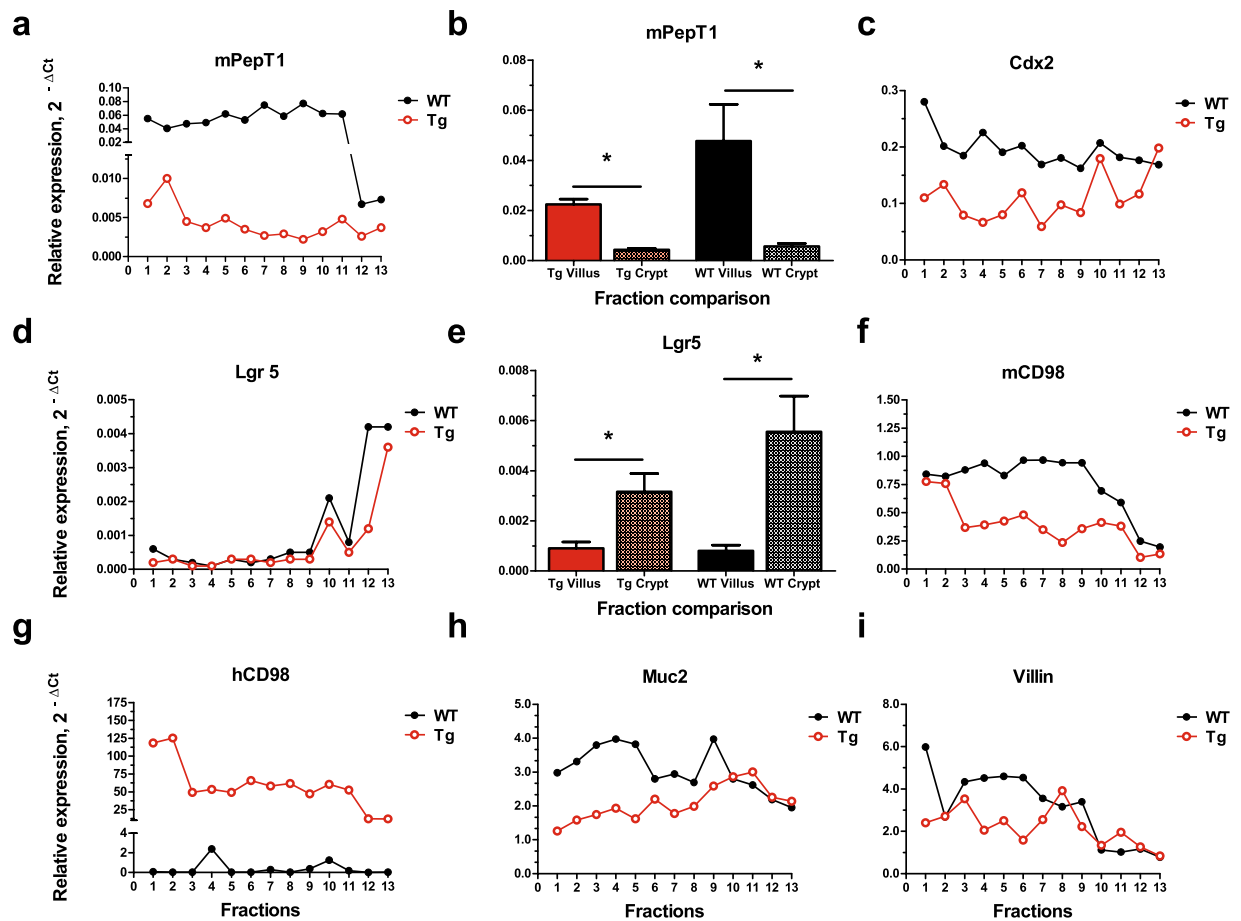 a
mPepT1
Relative expression, 2 - ΔCt
0.10
0.08
0.06
0.04
0.02
0.010
0.005
0.000
0 1 2 3 4 5 6 7 8 9 10 11 12 13
WT
Tg
b
mPepT1
0.08
0.06
0.04
0.02
0.00
*
*
Tg Villus Tg Crypt WT Villus WT Crypt
Fraction comparison
c
Cdx2
0.3
0.2
0.1
0.0
0 1 2 3 4 5 6 7 8 9 10 11 12 13
WT
Tg
d
Lgr 5
Relative expression, 2 - ΔCt
0.005
0.004
0.003
0.002
0.001
0.000
0 1 2 3 4 5 6 7 8 9 10 11 12 13
WT
Tg
e
Lgr5
0.008
0.006
0.004
0.002
0.000
*
*
Tg Villus Tg Crypt WT Villus WT Crypt
Fraction comparison
f
mCD98
1.50
1.25
1.00
0.75
0.50
0.25
0.00
0 1 2 3 4 5 6 7 8 9 10 11 12 13
WT
Tg
g
hCD98
Relative expression, 2 - ΔCt
175
150
125
100
75
50
25
4
2
0
0 1 2 3 4 5 6 7 8 9 10 11 12 13
Fractions
WT
Tg
h
Muc2
5.0
4.0
3.0
2.0
1.0
0.0
0 1 2 3 4 5 6 7 8 9 10 11 12 13
Fractions
WT
Tg
i
Villin
8.0
6.0
4.0
2.0
0.0
0 1 2 3 4 5 6 7 8 9 10 11 12 13
Fractions
WT
Tg